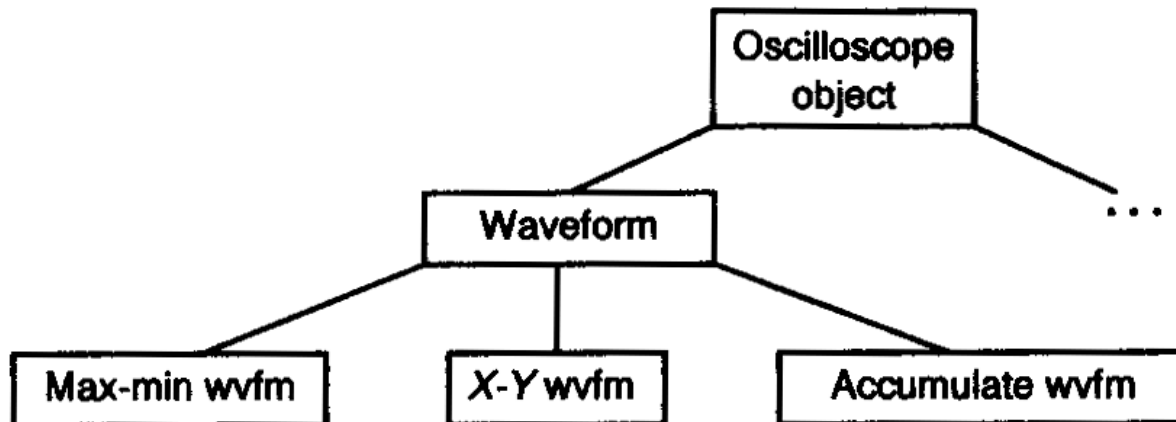 Oscilloscope
object
Waveform
...
Max-min wvfm
X-Y wvfm
Accumulate wvfm